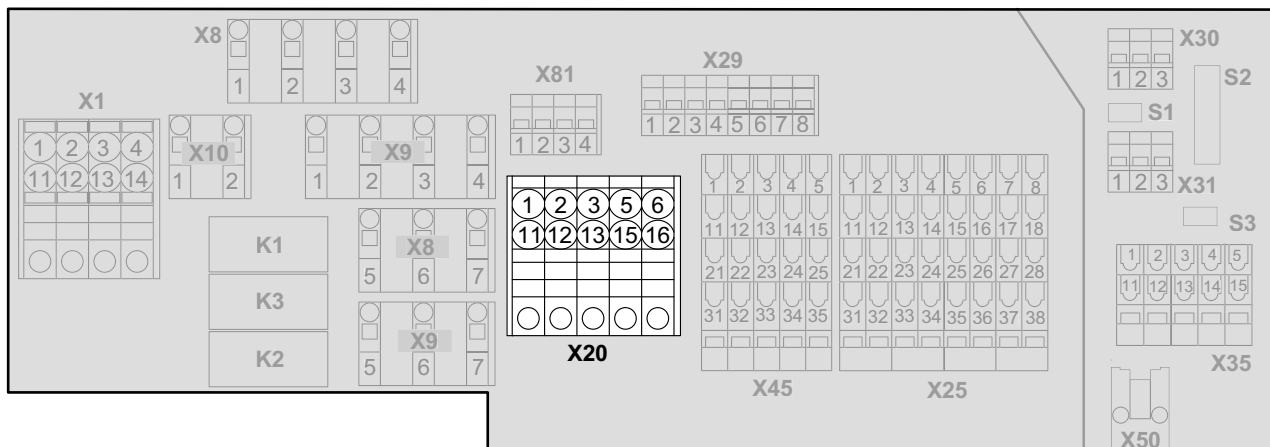 X8
1 2 3 4
X1
1 2 3 4
11 12 13 14
X10
1 2
X9
1 2 3 4
K1
K3
K2
X8
5 6 7
X9
5 6 7
X81
1 2 3 4
X29
1 2 3 4 5 6 7 8
1 2 3 5 6
11 12 13 15 16
X20
1 2 3 4 5
11 12 13 14 15
21 22 23 24 25
31 32 33 34 35
X45
1 2 3 4 5 6 7 8
11 12 13 14 15 16 17 18
21 22 23 24 25 26 27 28
31 32 33 34 35 36 37 38
X25
X30
1 2 3
S2
S1
1 2 3
X31
S3
1 2 3 4 5
11 12 13 14 15
X35
X50